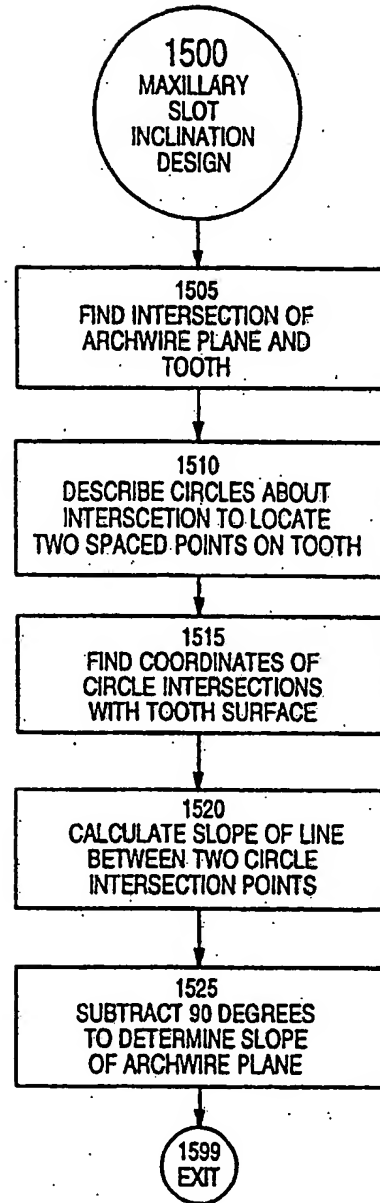 1500
MAXILLARY
SLOT
INCLINATION
DESIGN
1505
FIND INTERSECTION OF
ARCHWIRE PLANE AND
TOOTH
1510
DESCRIBE CIRCLES ABOUT
INTERSCETION TO LOCATE
TWO SPACED POINTS ON TOOTH
1515
FIND COORDINATES OF
CIRCLE INTERSECTIONS
WITH TOOTH SURFACE
1520
CALCULATE SLOPE OF LINE
BETWEEN TWO CIRCLE
INTERSECTION POINTS
1525
SUBTRACT 90 DEGREES
TO DETERMINE SLOPE
OF ARCHWIRE PLANE
1599
EXIT